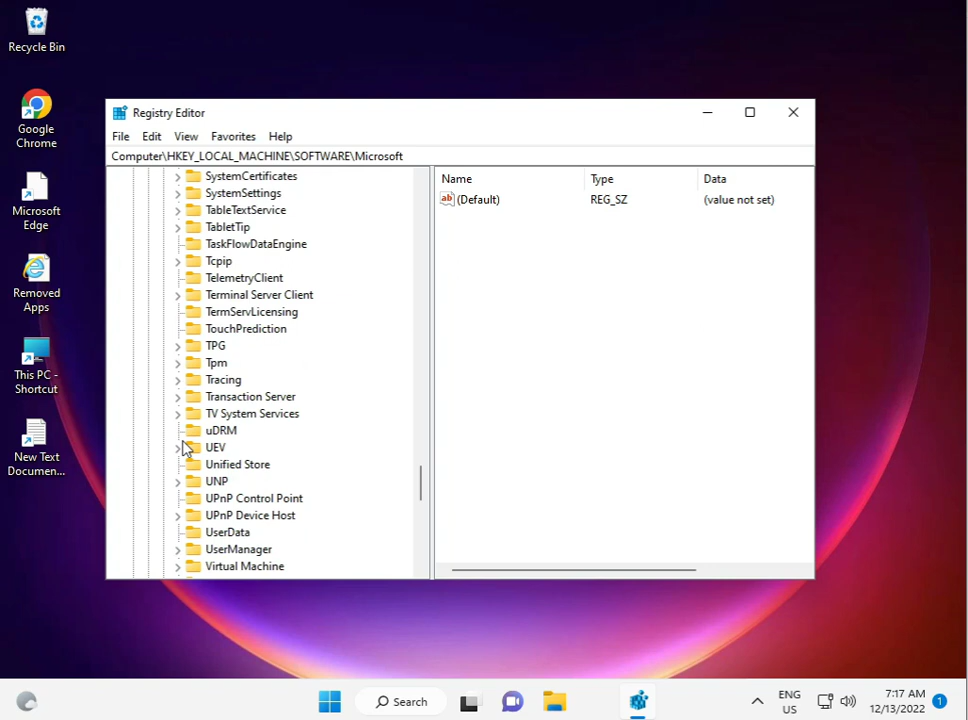 Recycle Bin
Google
Chrome
Microsoft
Edge
Removed
Apps
This PC -
Shortcut
New Text
Documen...
Registry Editor
File Edit View Favorites Help
Computer\HKEY_LOCAL_MACHINE\SOFTWARE\Microsoft
SystemCertificates
SystemSettings
TableTextService
TabletTip
TaskFlowDataEngine
Tcpip
TelemetryClient
Terminal Server Client
TermServLicensing
TouchPrediction
TPG
Tpm
Tracing
Transaction Server
TV System Services
uDRM
UEV
Unified Store
UNP
UPnP Control Point
UPnP Device Host
UserData
UserManager
Virtual Machine
Name Type Data
ab (Default) REG_SZ (value not set)
Search
ENG
US
7:17 AM
12/13/2022
1